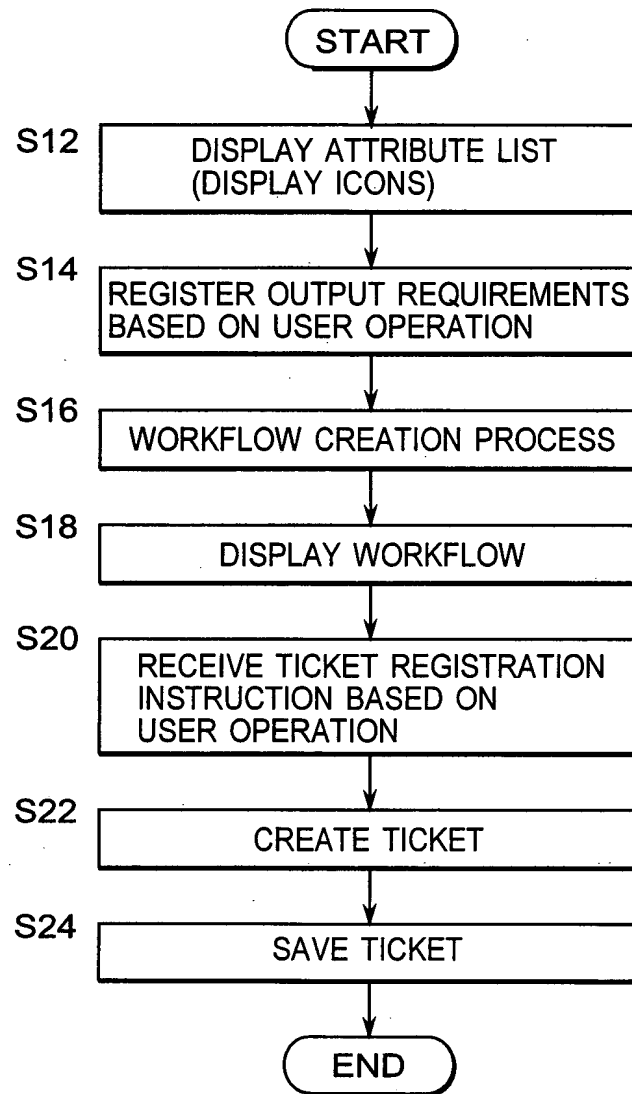 START
S12
DISPLAY ATTRIBUTE LIST
(DISPLAY ICONS)
S14
REGISTER OUTPUT REQUIREMENTS
BASED ON USER OPERATION
S16
WORKFLOW CREATION PROCESS
S18
DISPLAY WORKFLOW
S20
RECEIVE TICKET REGISTRATION
INSTRUCTION BASED ON
USER OPERATION
S22
CREATE TICKET
S24
SAVE TICKET
END